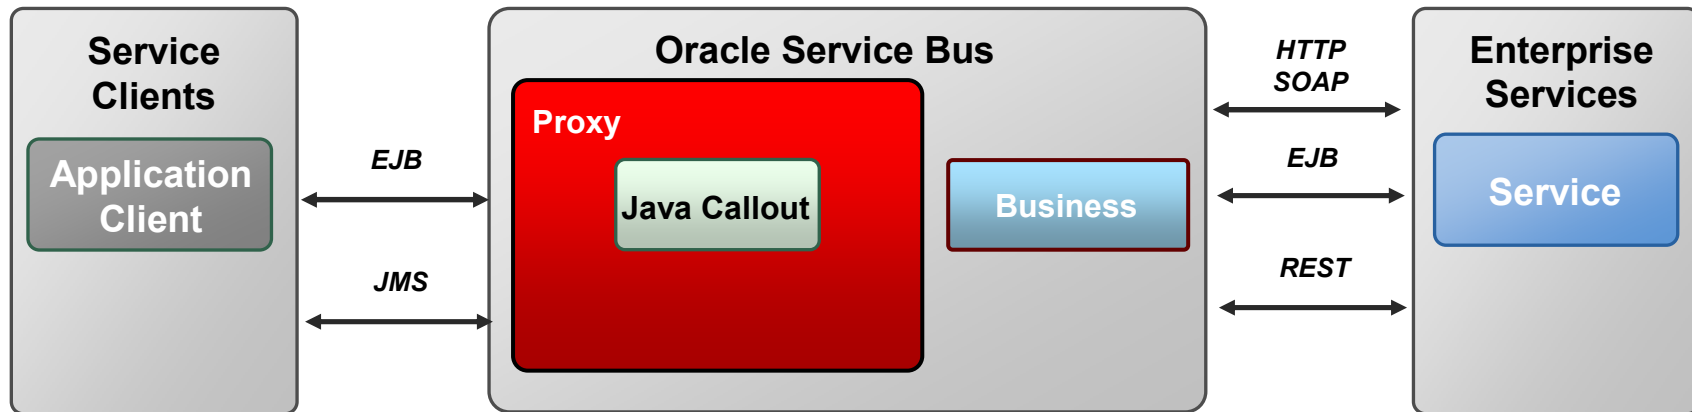 Service
Clients
Application
Client
EJB
JMS
Oracle Service Bus
Proxy
Java Callout
Business
HTTP
SOAP
EJB
REST
Enterprise
Services
Service